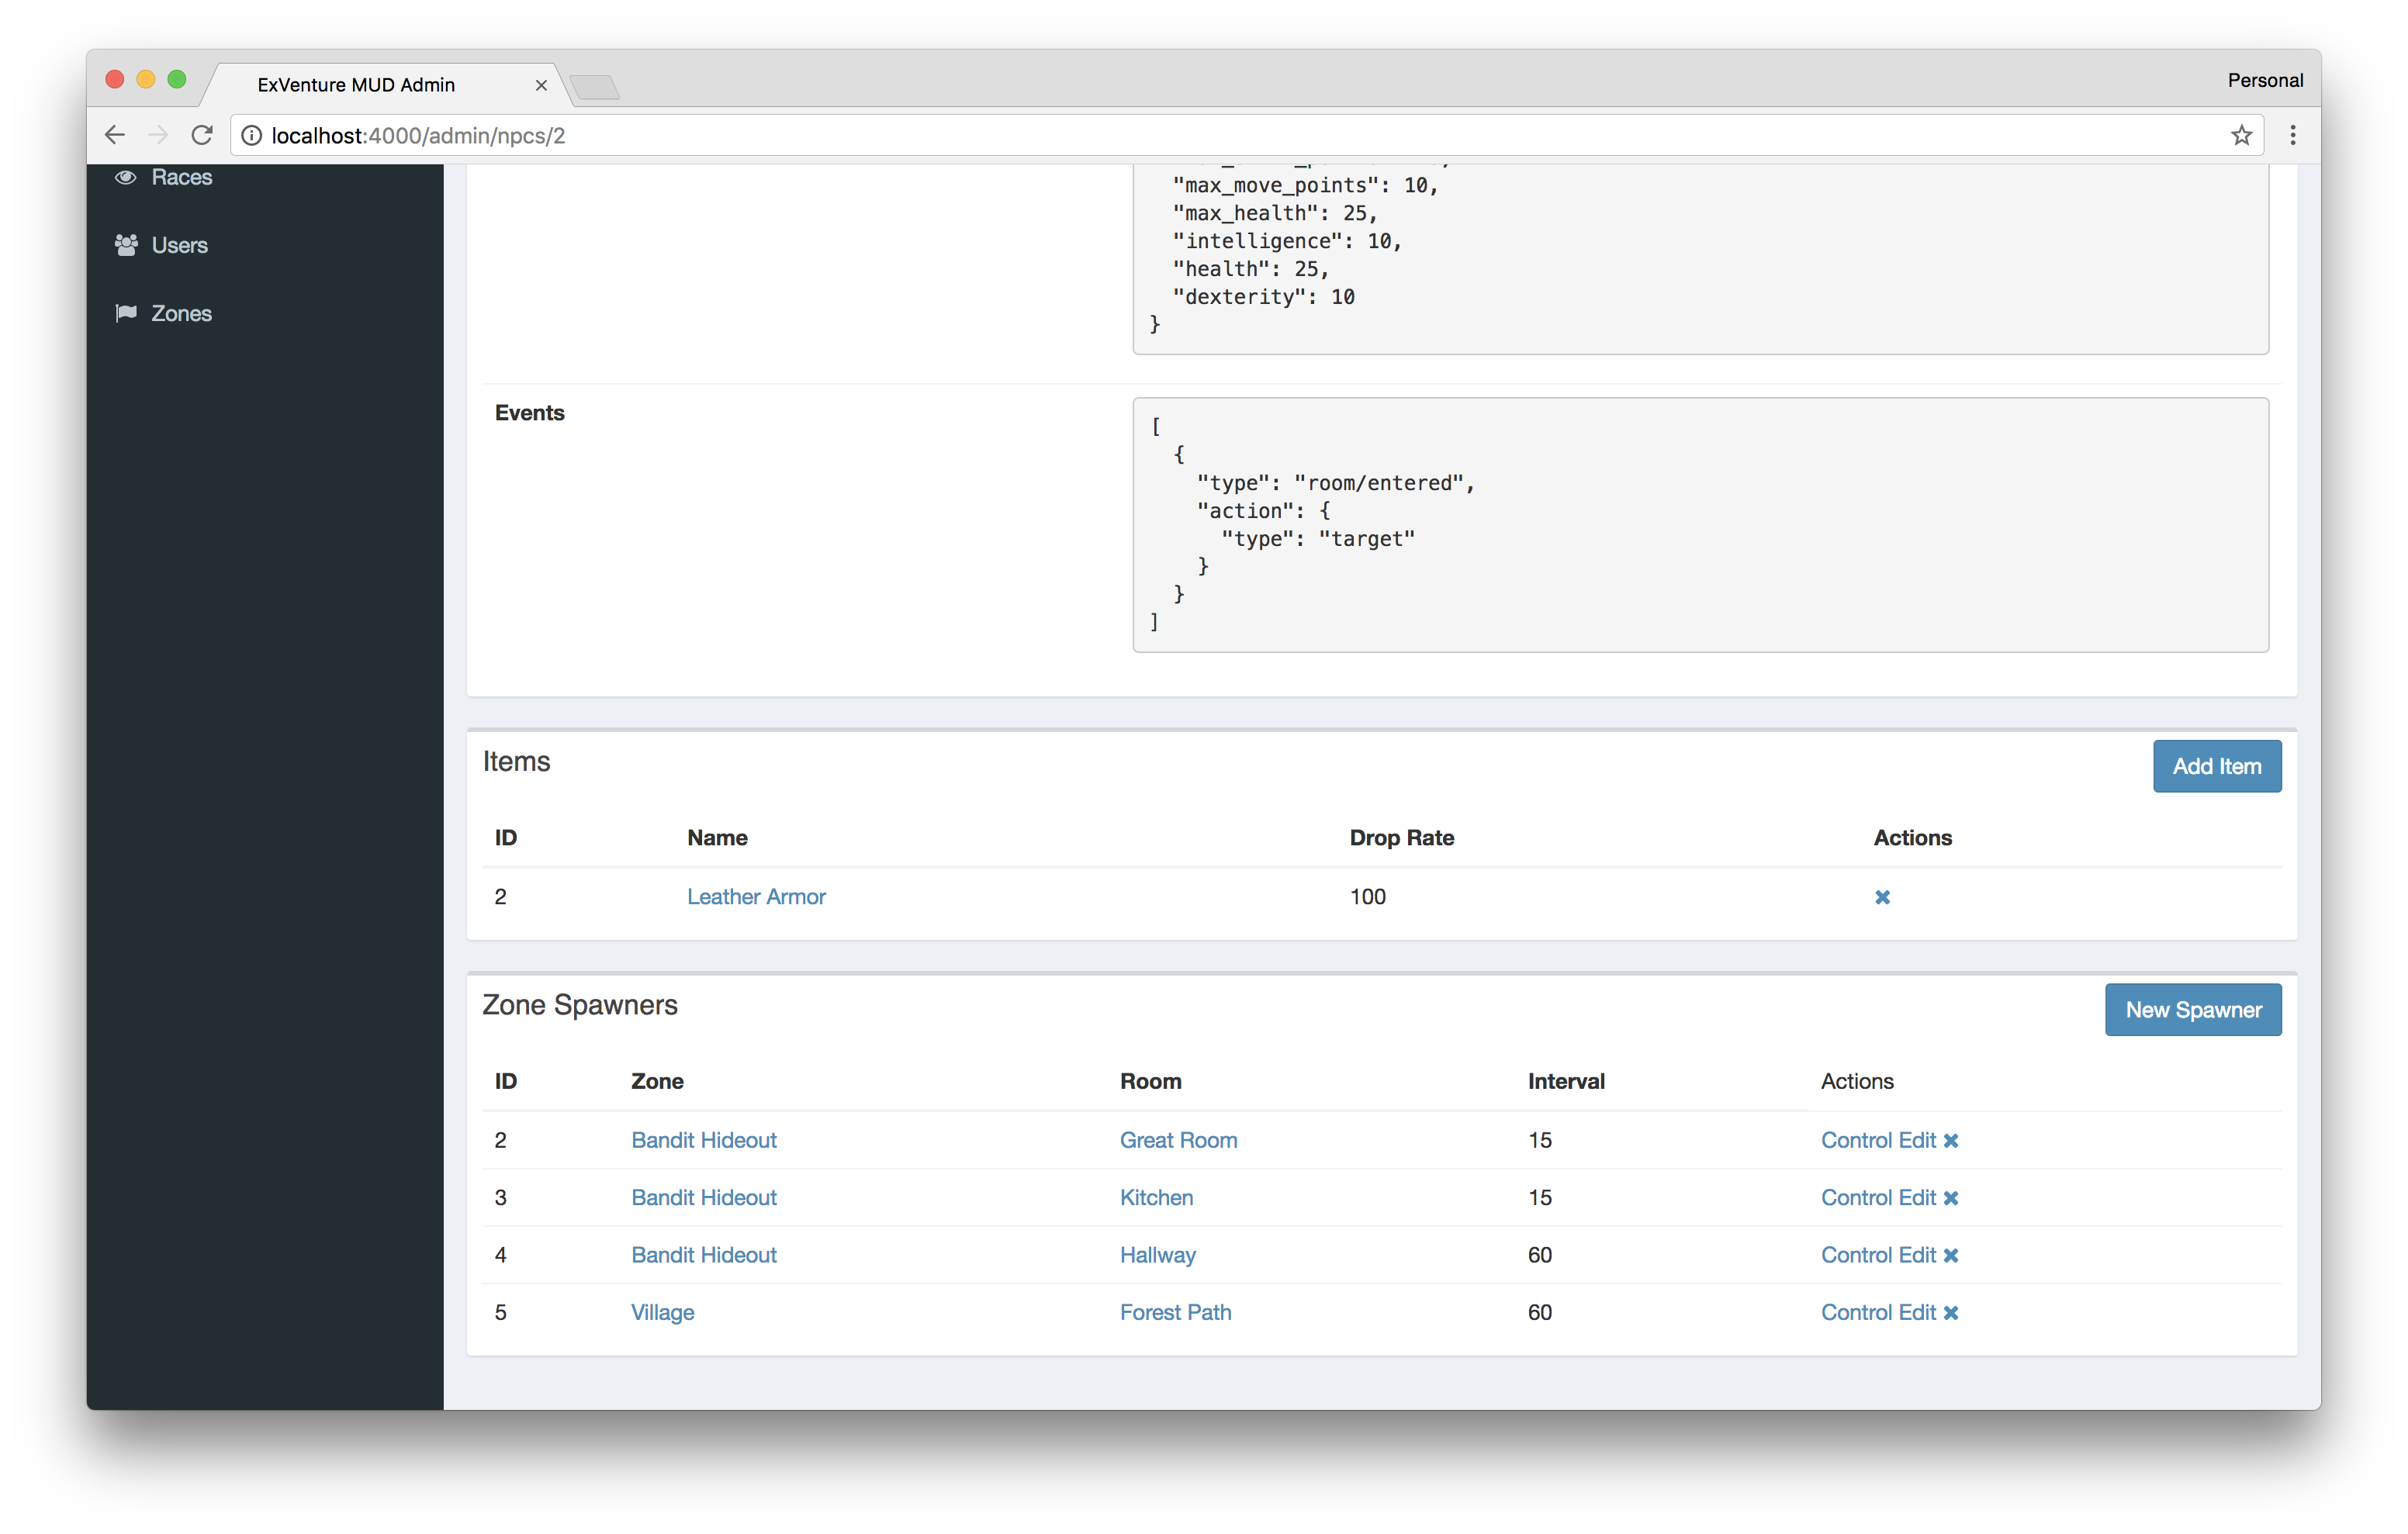 ExVenture MUD Admin
Personal
localhost:4000/admin/npcs/2
Races
Users
Zones
"max_move_points": 10,
"max_health": 25,
"intelligence": 10,
"health": 25,
"dexterity": 10
}
Events
[
{
"type": "room/entered",
"action": {
"type": "target"
}
}
]
Items
Add Item
ID Name Drop Rate Actions
2 Leather Armor 100
Zone Spawners
New Spawner
ID Zone Room Interval Actions
2 Bandit Hideout Great Room 15 Control Edit
3 Bandit Hideout Kitchen 15 Control Edit
4 Bandit Hideout Hallway 60 Control Edit
5 Village Forest Path 60 Control Edit